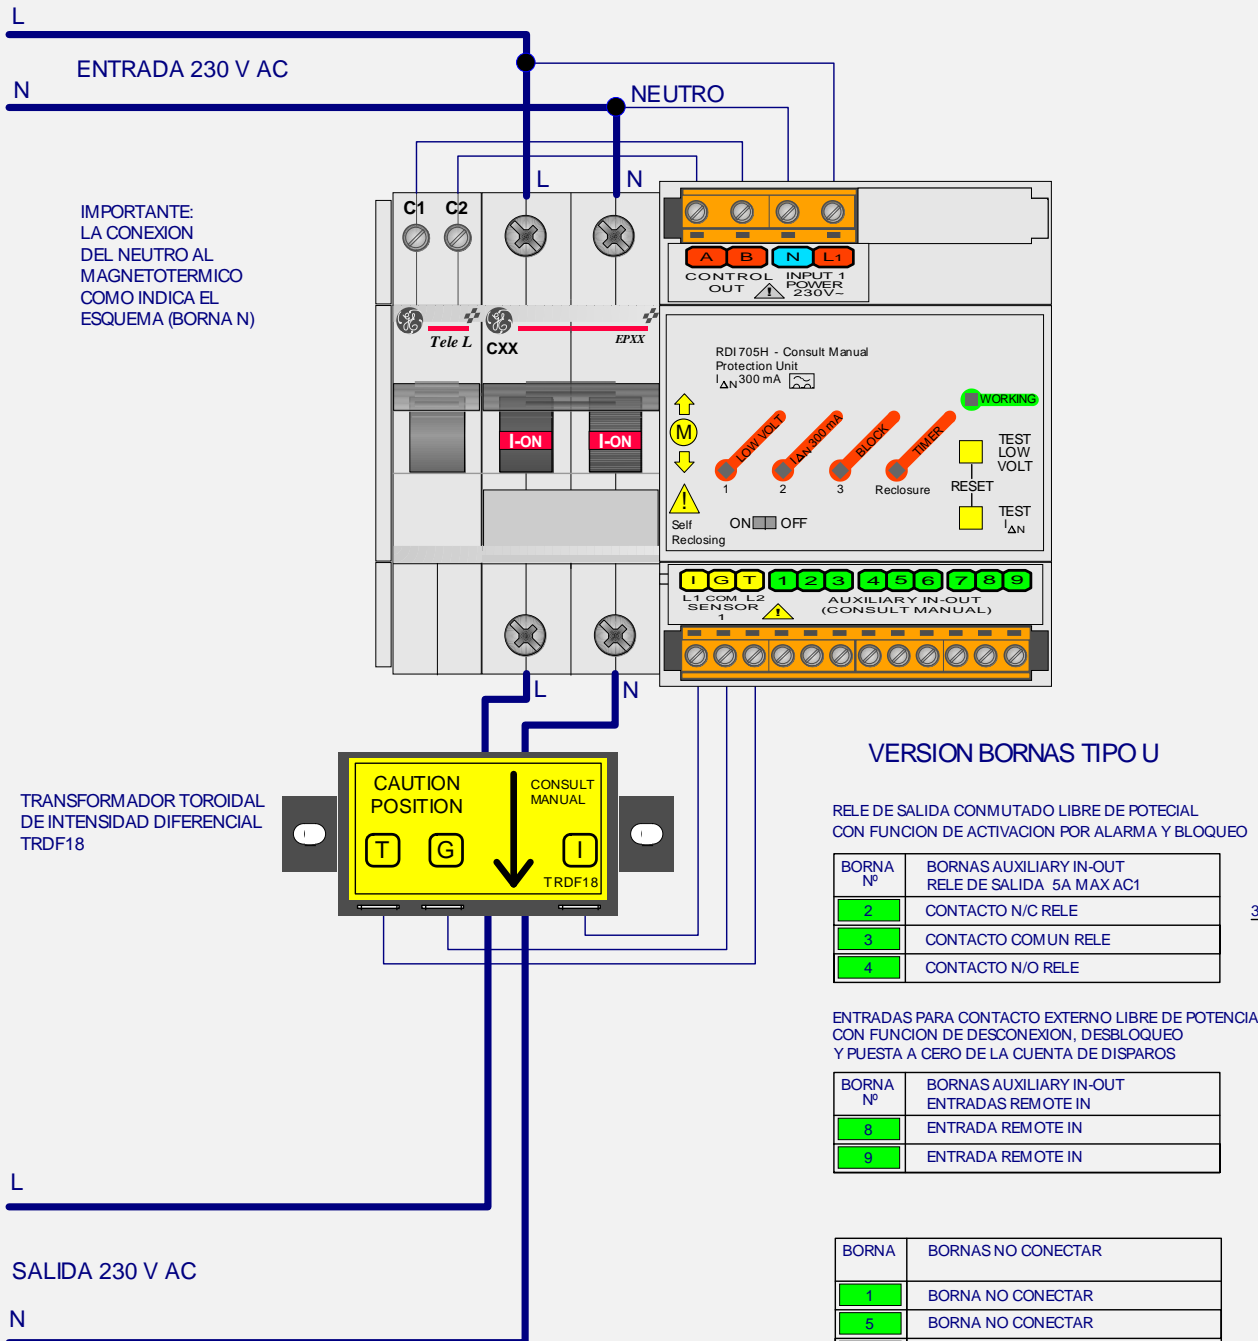 L
ENTRADA 230 V AC
N
NEUTRO
L
N
IMPORTANTE:
LA CONEXION
DEL NEUTRO AL
MAGNETOTERMICO
COMO INDICA EL
ESQUEMA (BORNA N)
C1 C2
Tele L
CXX
EPXX
I-ON I-ON
A B N L1
CONTROL OUT
INPUT 1
POWER
230V~
RDI705H - Consult Manual
Protection Unit
I∆N 300 mA
WORKING
M
LOW VOLT
I∆N 300 mA
BLOCK
TIMER
1 2 3 Reclosure
TEST
LOW
VOLT
RESET
TEST
I∆N
Self
Reclosing
ON OFF
I G T 1 2 3 4 5 6 7 8 9
L1 COM L2
SENSOR
1
AUXILIARY IN-OUT
(CONSULT MANUAL)
L
N
CAUTION
POSITION
CONSULT
MANUAL
T G I
TRDF18
TRANSFORMADOR TOROIDAL
DE INTENSIDAD DIFERENCIAL
TRDF18
VERSION BORNAS TIPO U
RELE DE SALIDA CONMUTADO LIBRE DE POTECIAL
CON FUNCION DE ACTIVACION POR ALARMA Y BLOQUEO
BORNA Nº
BORNAS AUXILIARY IN-OUT
RELE DE SALIDA 5A MAX AC1
2 CONTACTO N/C RELE
3 CONTACTO COMUN RELE
4 CONTACTO N/O RELE
3
ENTRADAS PARA CONTACTO EXTERNO LIBRE DE POTENCIA
CON FUNCION DE DESCONEXION, DESBLOQUEO
Y PUESTA A CERO DE LA CUENTA DE DISPAROS
BORNA Nº
BORNAS AUXILIARY IN-OUT
ENTRADAS REMOTE IN
8 ENTRADA REMOTE IN
9 ENTRADA REMOTE IN
BORNA BORNAS NO CONECTAR
1 BORNA NO CONECTAR
5 BORNA NO CONECTAR
L
SALIDA 230 V AC
N